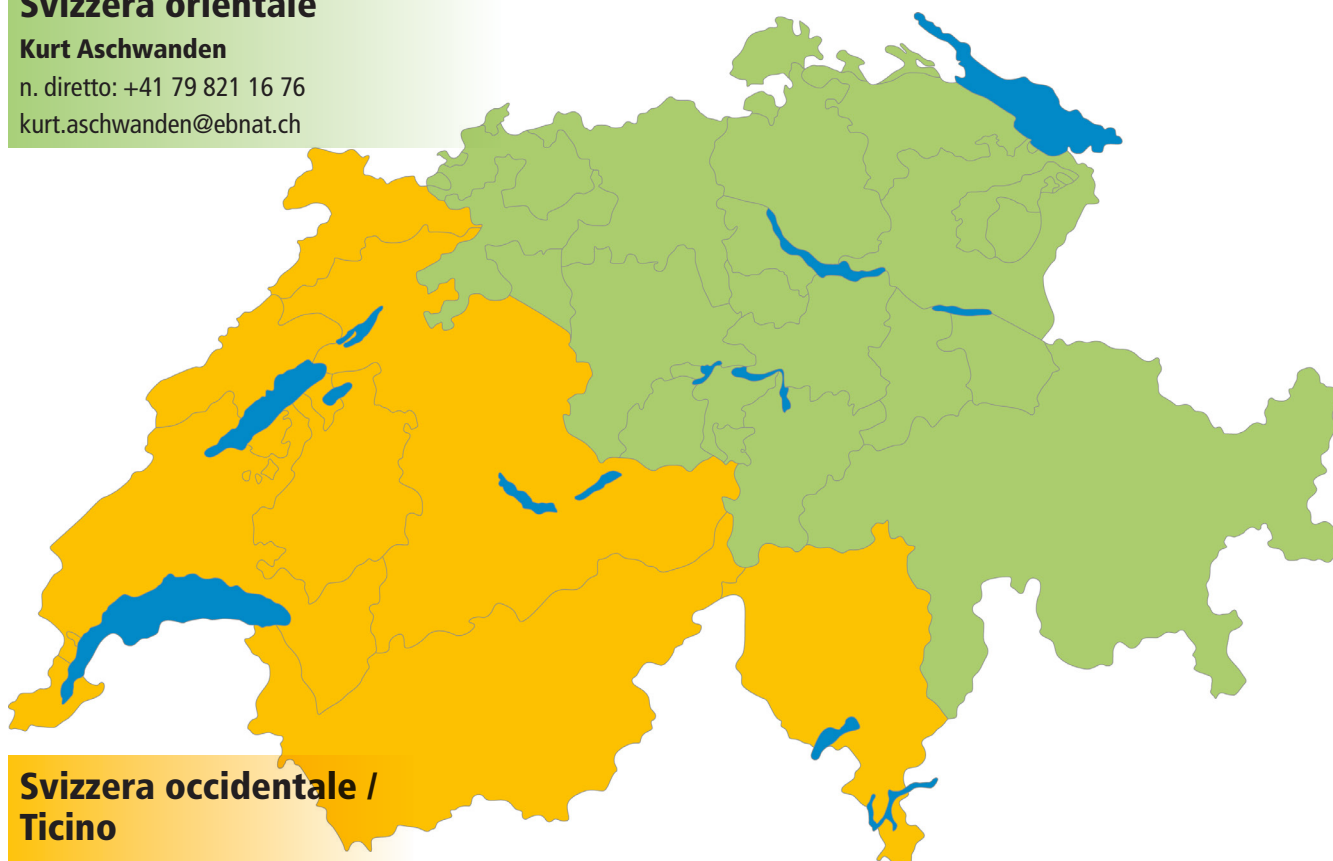 Svizzera orientale
Kurt Aschwanden
n. diretto: +41 79 821 16 76
kurt.aschwanden@ebnat.ch
Svizzera occidentale /
Ticino